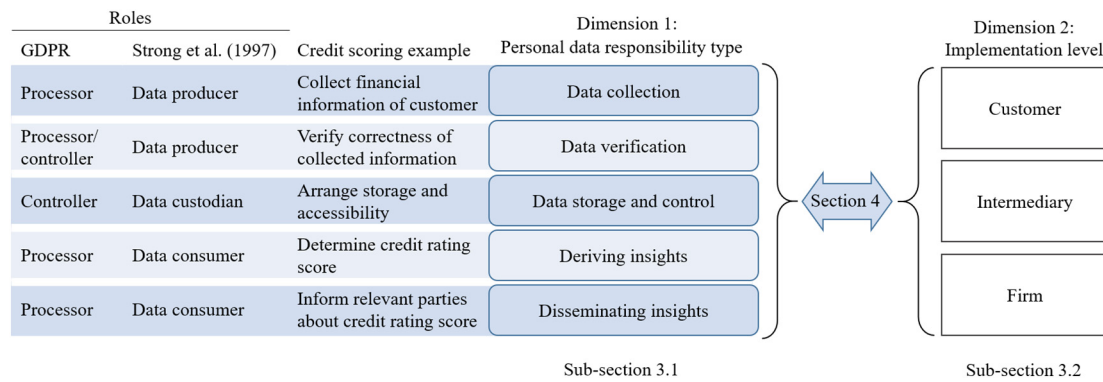 Roles
Dimension 1:
Personal data responsibility type
Dimension 2:
Implementation level
GDPR
Strong et al. (1997)
Credit scoring example
Processor
Data producer
Collect financial
information of customer
Data collection
Processor/
controller
Data producer
Verify correctness of
collected information
Data verification
Controller
Data custodian
Arrange storage and
accessibility
Data storage and control
Processor
Data consumer
Determine credit rating
score
Deriving insights
Processor
Data consumer
Inform relevant parties
about credit rating score
Disseminating insights
Section 4
Customer
Intermediary
Firm
Sub-section 3.1
Sub-section 3.2